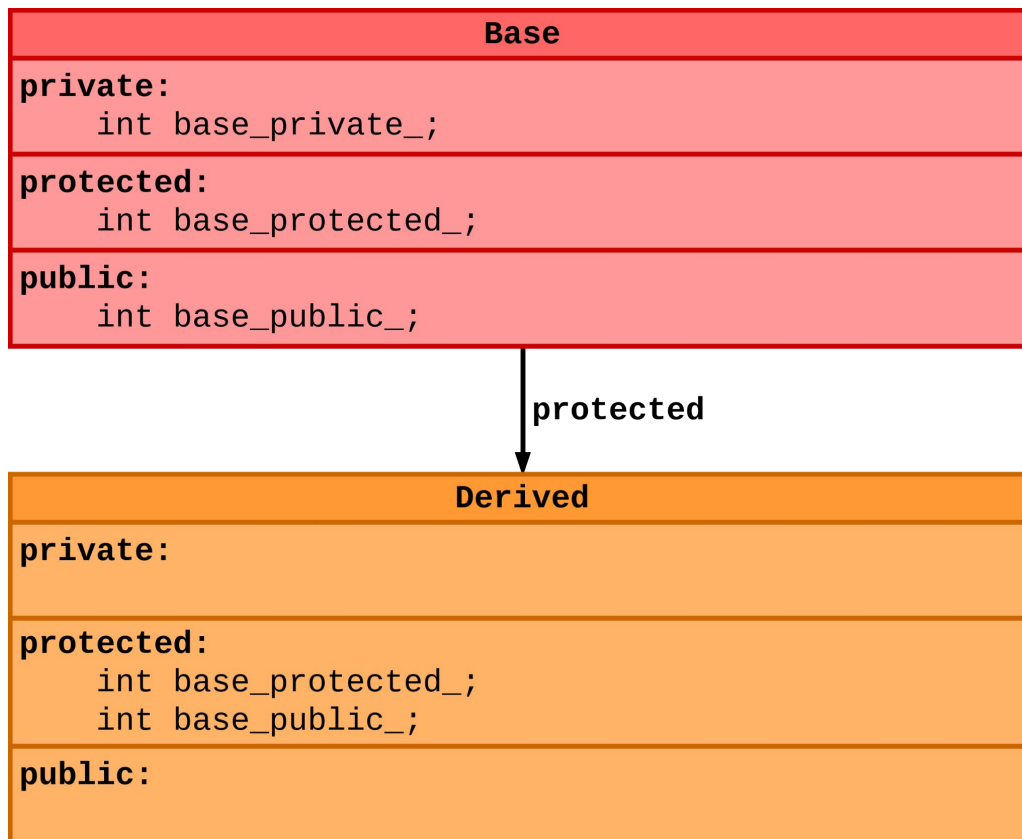 Base
private:
    int base_private_;
protected:
    int base_protected_;
public:
    int base_public_;
protected
Derived
private:
protected:
    int base_protected_;
    int base_public_;
public: